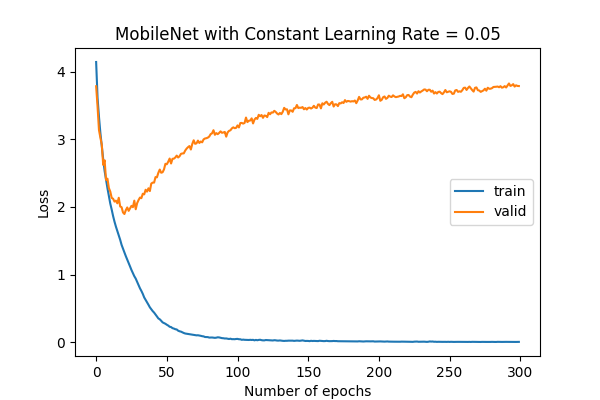 MobileNet with Constant Learning Rate = 0.05
4
3
2
1
0
Loss
train
valid
0 50 100 150 200 250 300
Number of epochs